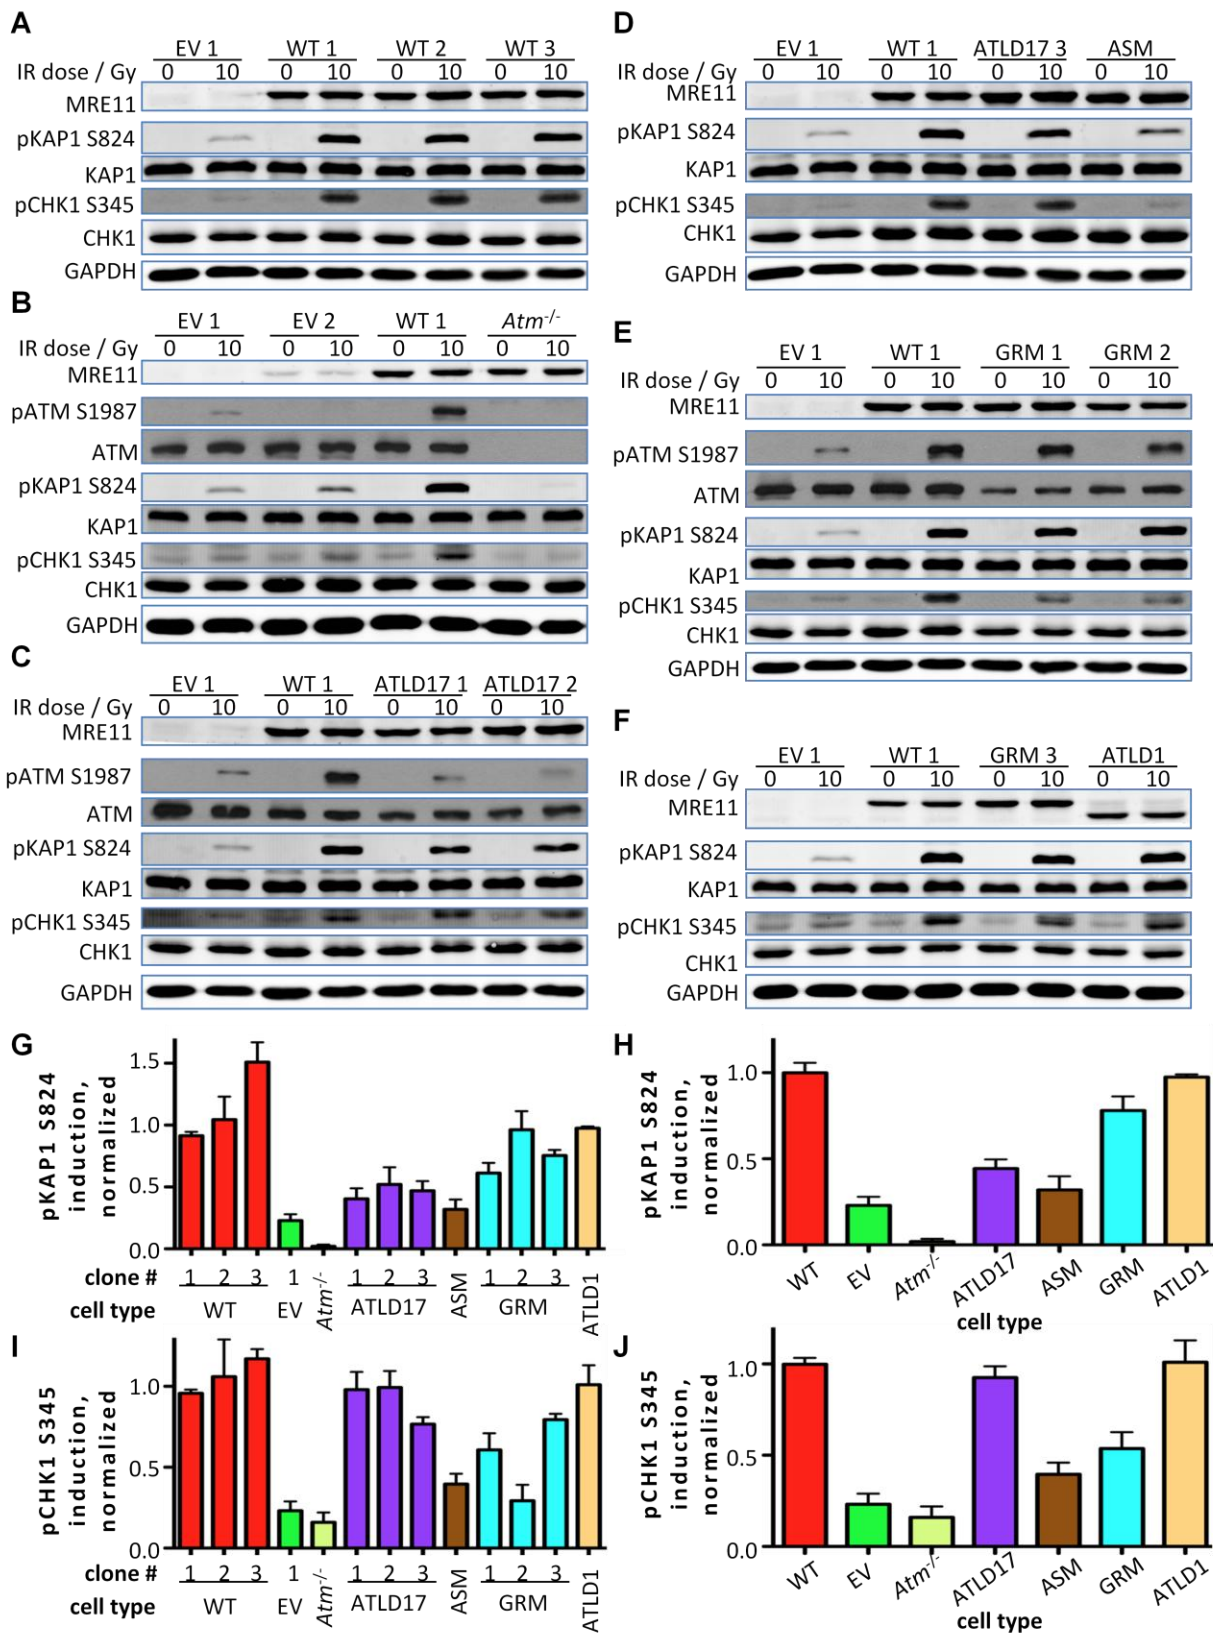 A
EV 1 WT 1 WT 2 WT 3
IR dose / Gy 0 10 0 10 0 10 0 10
MRE11
pKAP1 S824
KAP1
pCHK1 S345
CHK1
GAPDH
B
EV 1 EV 2 WT 1 Atm-/-
IR dose / Gy 0 10 0 10 0 10 0 10
MRE11
pATM S1987
ATM
pKAP1 S824
KAP1
pCHK1 S345
CHK1
GAPDH
C
EV 1 WT 1 ATLD17 1 ATLD17 2
IR dose / Gy 0 10 0 10 0 10 0 10
MRE11
pATM S1987
ATM
pKAP1 S824
KAP1
pCHK1 S345
CHK1
GAPDH
D
EV 1 WT 1 ATLD17 3 ASM
IR dose / Gy 0 10 0 10 0 10 0 10
MRE11
pKAP1 S824
KAP1
pCHK1 S345
CHK1
GAPDH
E
EV 1 WT 1 GRM 1 GRM 2
IR dose / Gy 0 10 0 10 0 10 0 10
MRE11
pATM S1987
ATM
pKAP1 S824
KAP1
pCHK1 S345
CHK1
GAPDH
F
EV 1 WT 1 GRM 3 ATLD1
IR dose / Gy 0 10 0 10 0 10 0 10
MRE11
pKAP1 S824
KAP1
pCHK1 S345
CHK1
GAPDH
G
pKAP1 S824
induction,
normalized
1.5
1.0
0.5
0.0
clone # 1 2 3 1 1 2 3 1 2 3
cell type WT EV Atm-/- ATLD17 ASM GRM ATLD1
H
pKAP1 S824
induction,
normalized
1.0
0.5
0.0
WT EV Atm-/- ATLD17 ASM GRM ATLD1
cell type
I
pCHK1 S345
induction,
normalized
1.0
0.5
0.0
clone # 1 2 3 1 1 2 3 1 2 3
cell type WT EV Atm-/- ATLD17 ASM GRM ATLD1
J
pCHK1 S345
induction,
normalized
1.0
0.5
0.0
WT EV Atm-/- ATLD17 ASM GRM ATLD1
cell type